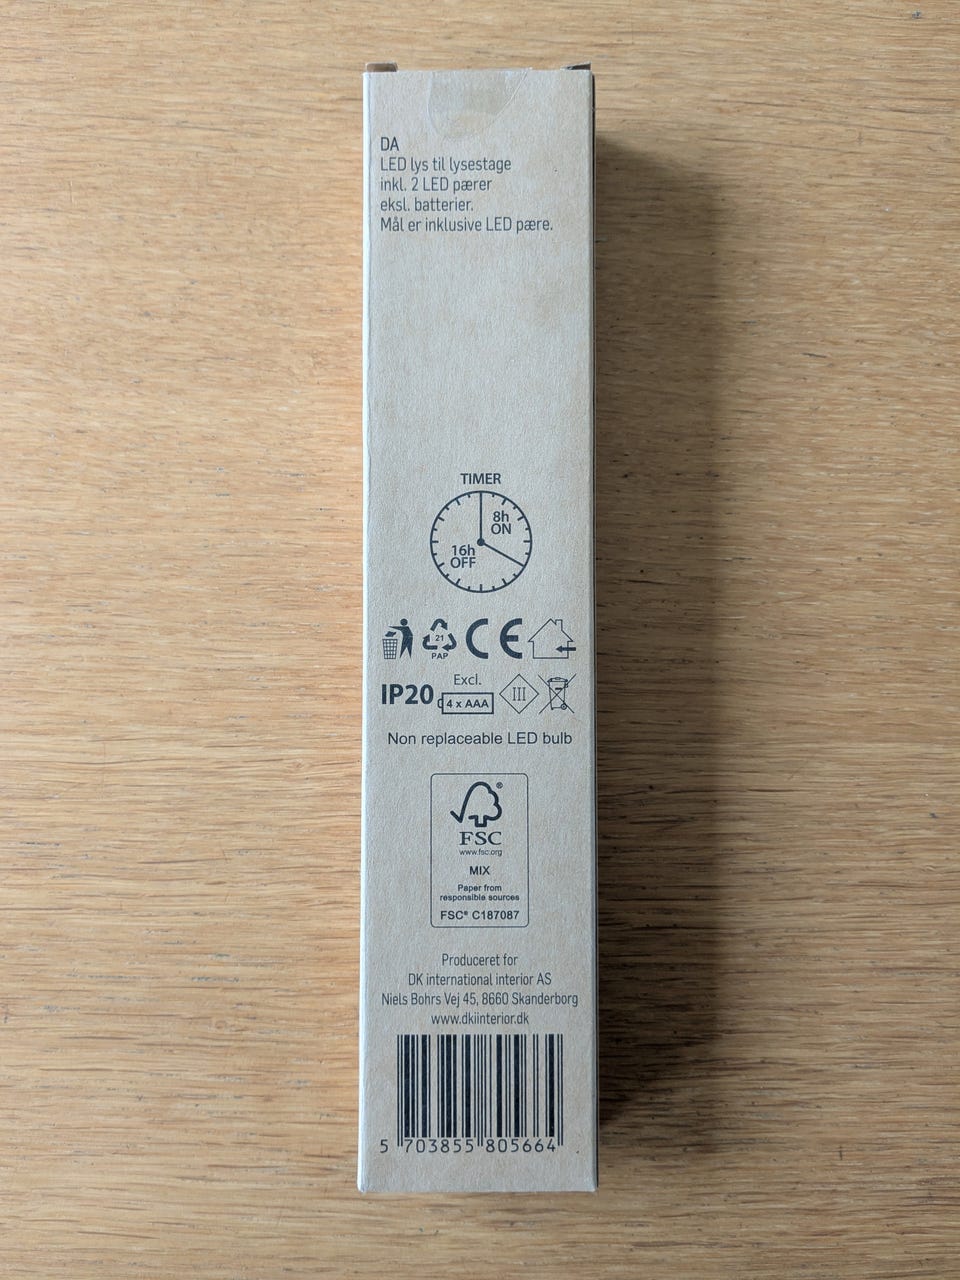 DA
LED lys til lysestage
inkl. 2 LED pærer
eksl. batterier.
Mål er inklusive LED pære.
TIMER
8h
ON
16h
OFF
21
PAP
CE
IP20
Excl.
4 x AAA
III
Non replaceable LED bulb
®
FSC
www.fsc.org
MIX
Paper from
responsible sources
FSC® C187087
Produceret for
DK international interior AS
Niels Bohrs Vej 45, 8660 Skanderborg
www.dkiinterior.dk
5 703855 805664